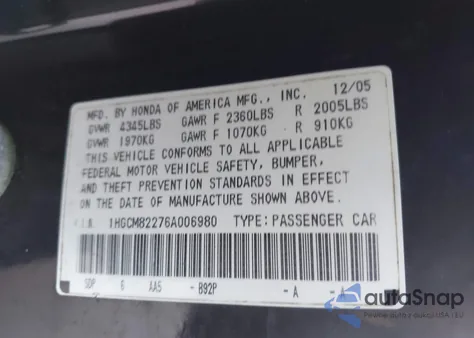 MFD. BY HONDA OF AMERICA MFG., INC. 12/05
GVWR 4345LBS GAWR F 2360LBS R 2005LBS
GVWR 1970KG GAWR F 1070KG R 910KG
THIS VEHICLE CONFORMS TO ALL APPLICABLE
FEDERAL MOTOR VEHICLE SAFETY, BUMPER,
AND THEFT PREVENTION STANDARDS IN EFFECT
ON THE DATE OF MANUFACTURE SHOWN ABOVE.
1HGCM82276A006980 TYPE: PASSENGER CAR
SDP 6 AA5 - B92P - A - A
autoSnap